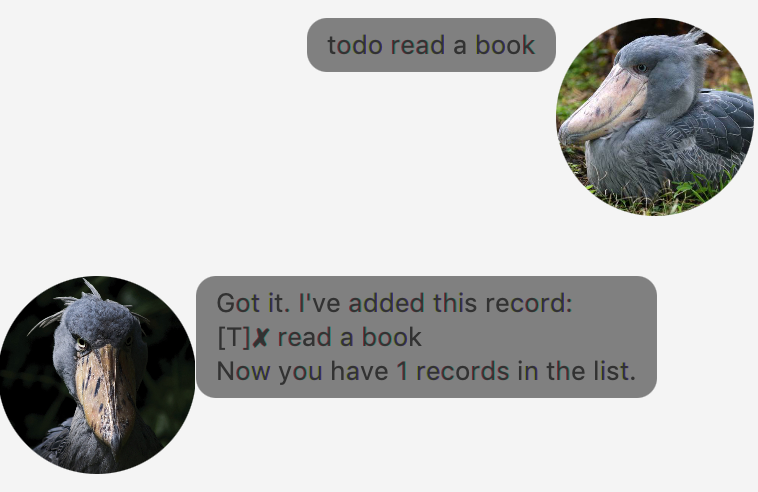 todo read a book
Got it. I've added this record:
[T]✘ read a book
Now you have 1 records in the list.